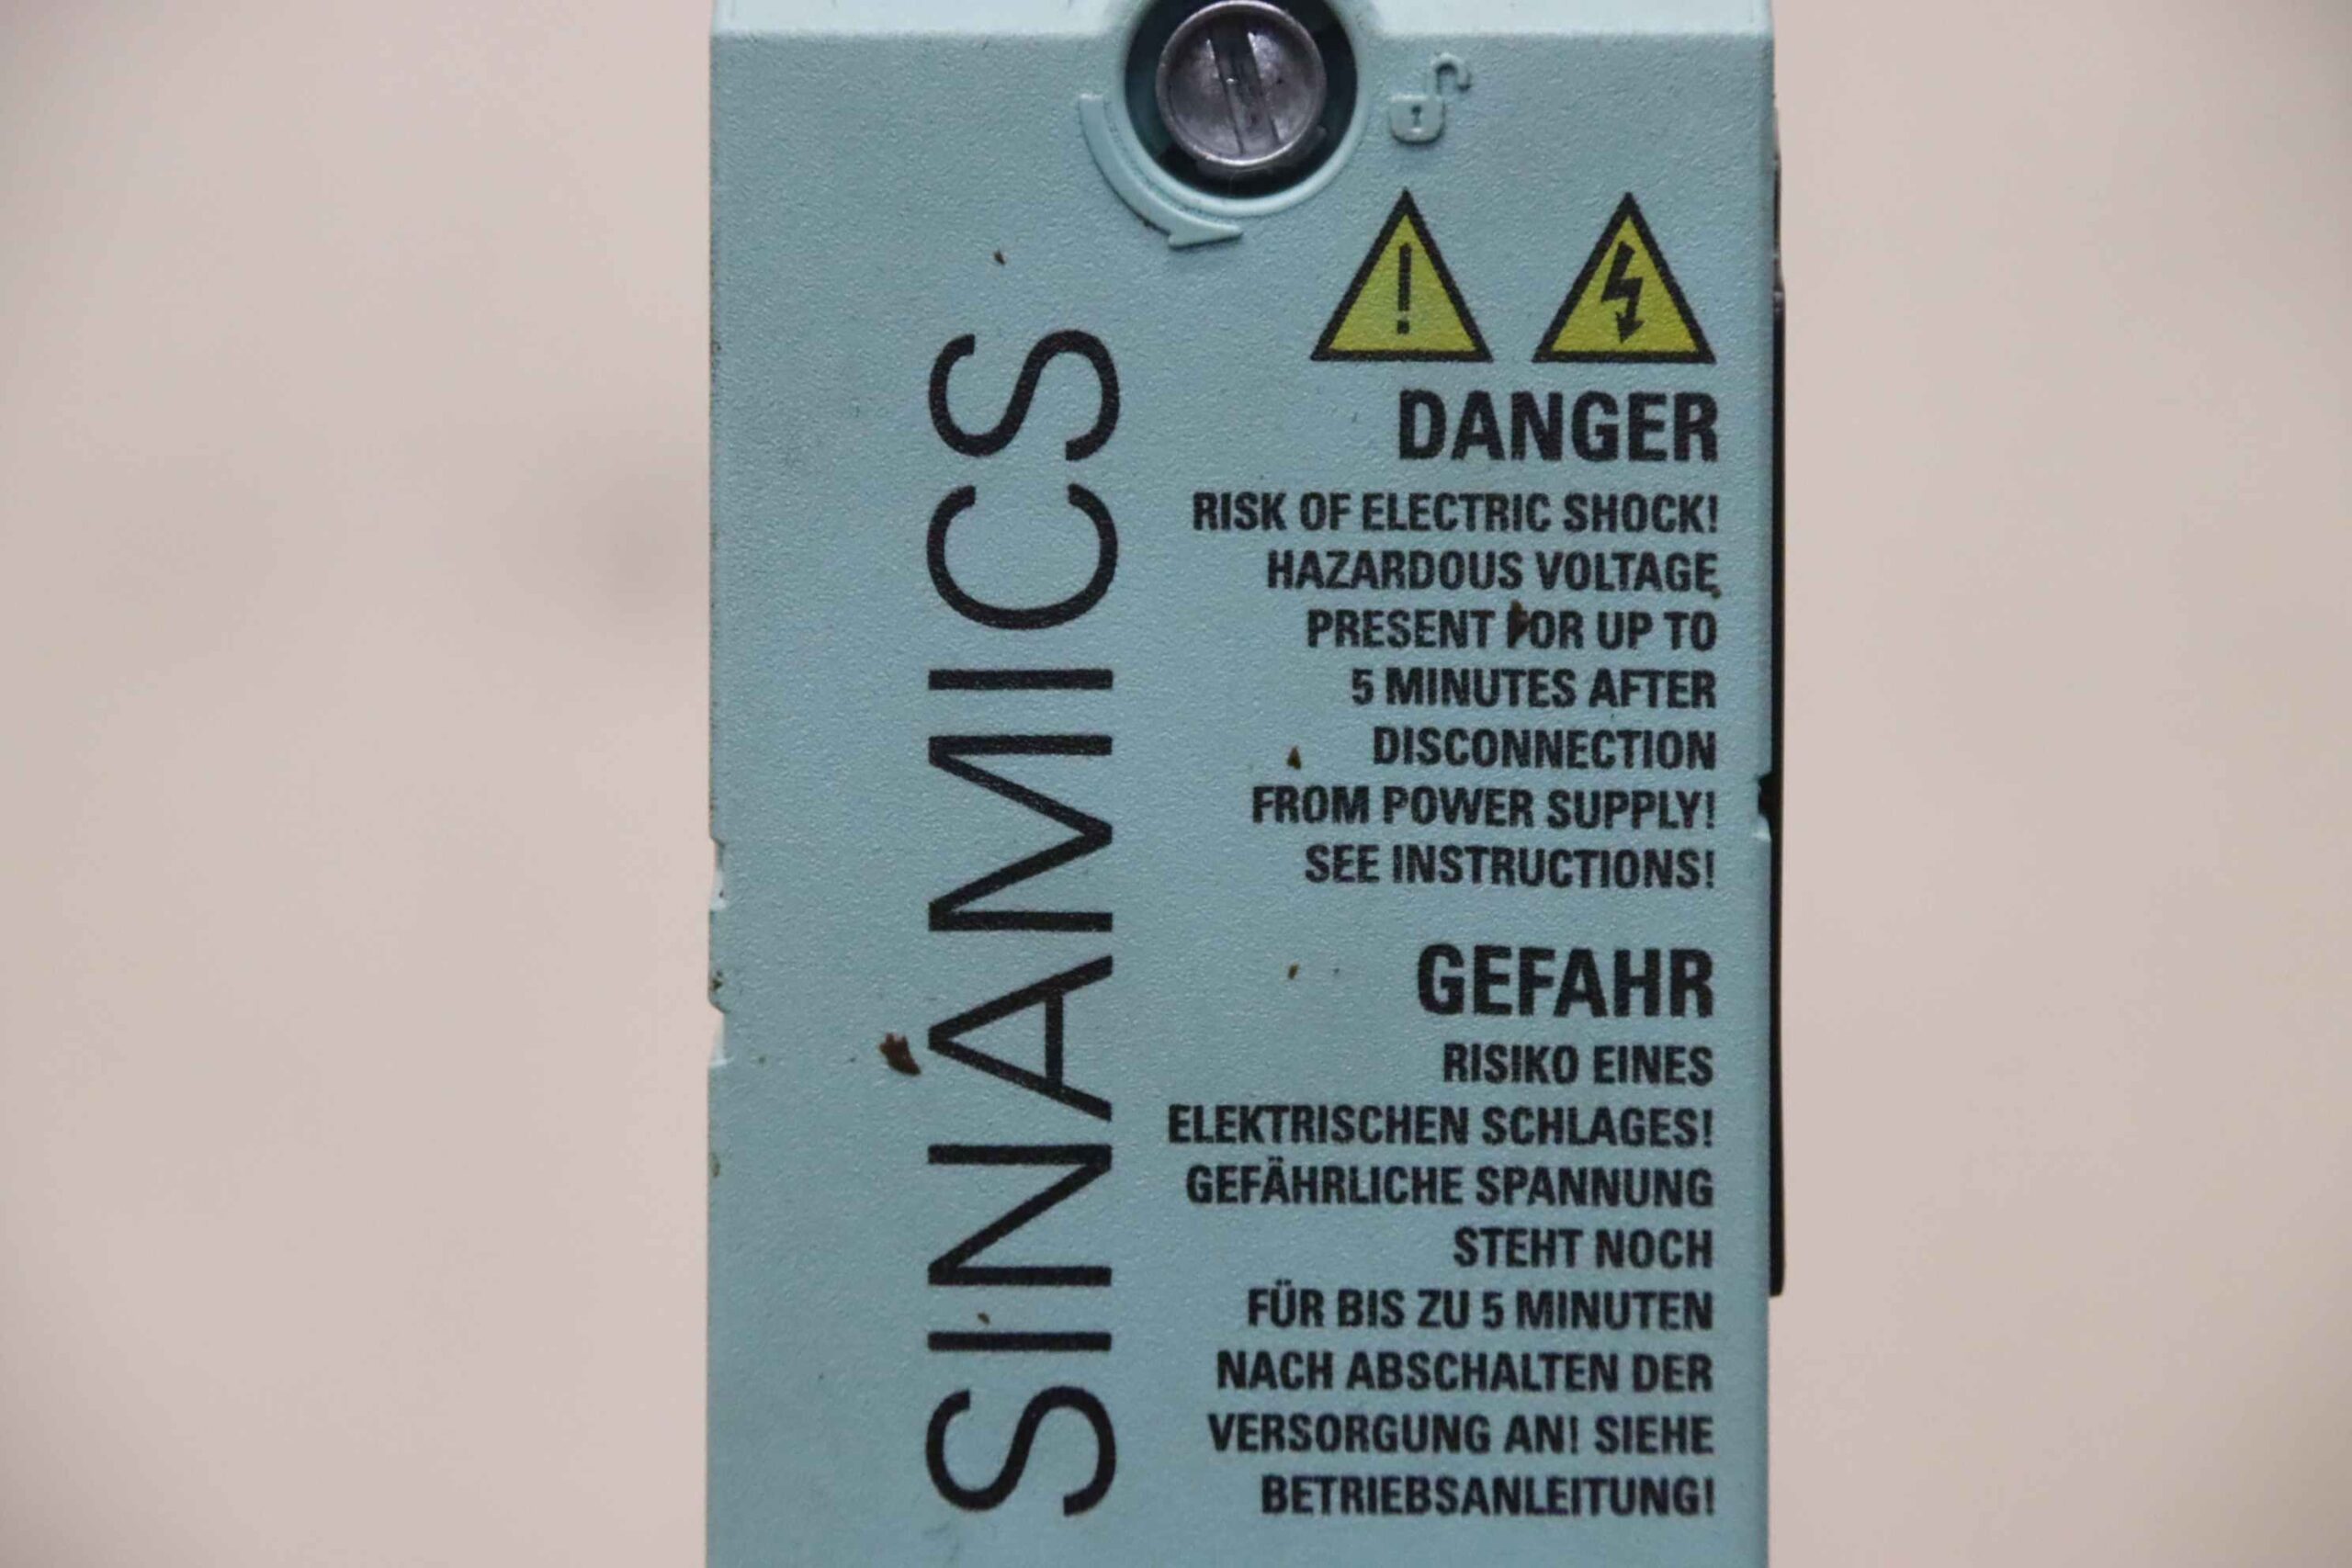 SINAMICS
DANGER
RISK OF ELECTRIC SHOCK!
HAZARDOUS VOLTAGE
PRESENT FOR UP TO
5 MINUTES AFTER
DISCONNECTION
FROM POWER SUPPLY!
SEE INSTRUCTIONS!
GEFAHR
RISIKO EINES
ELEKTRISCHEN SCHLAGES!
GEFÄHRLICHE SPANNUNG
STEHT NOCH
FÜR BIS ZU 5 MINUTEN
NACH ABSCHALTEN DER
VERSORGUNG AN! SIEHE
BETRIEBSANLEITUNG!